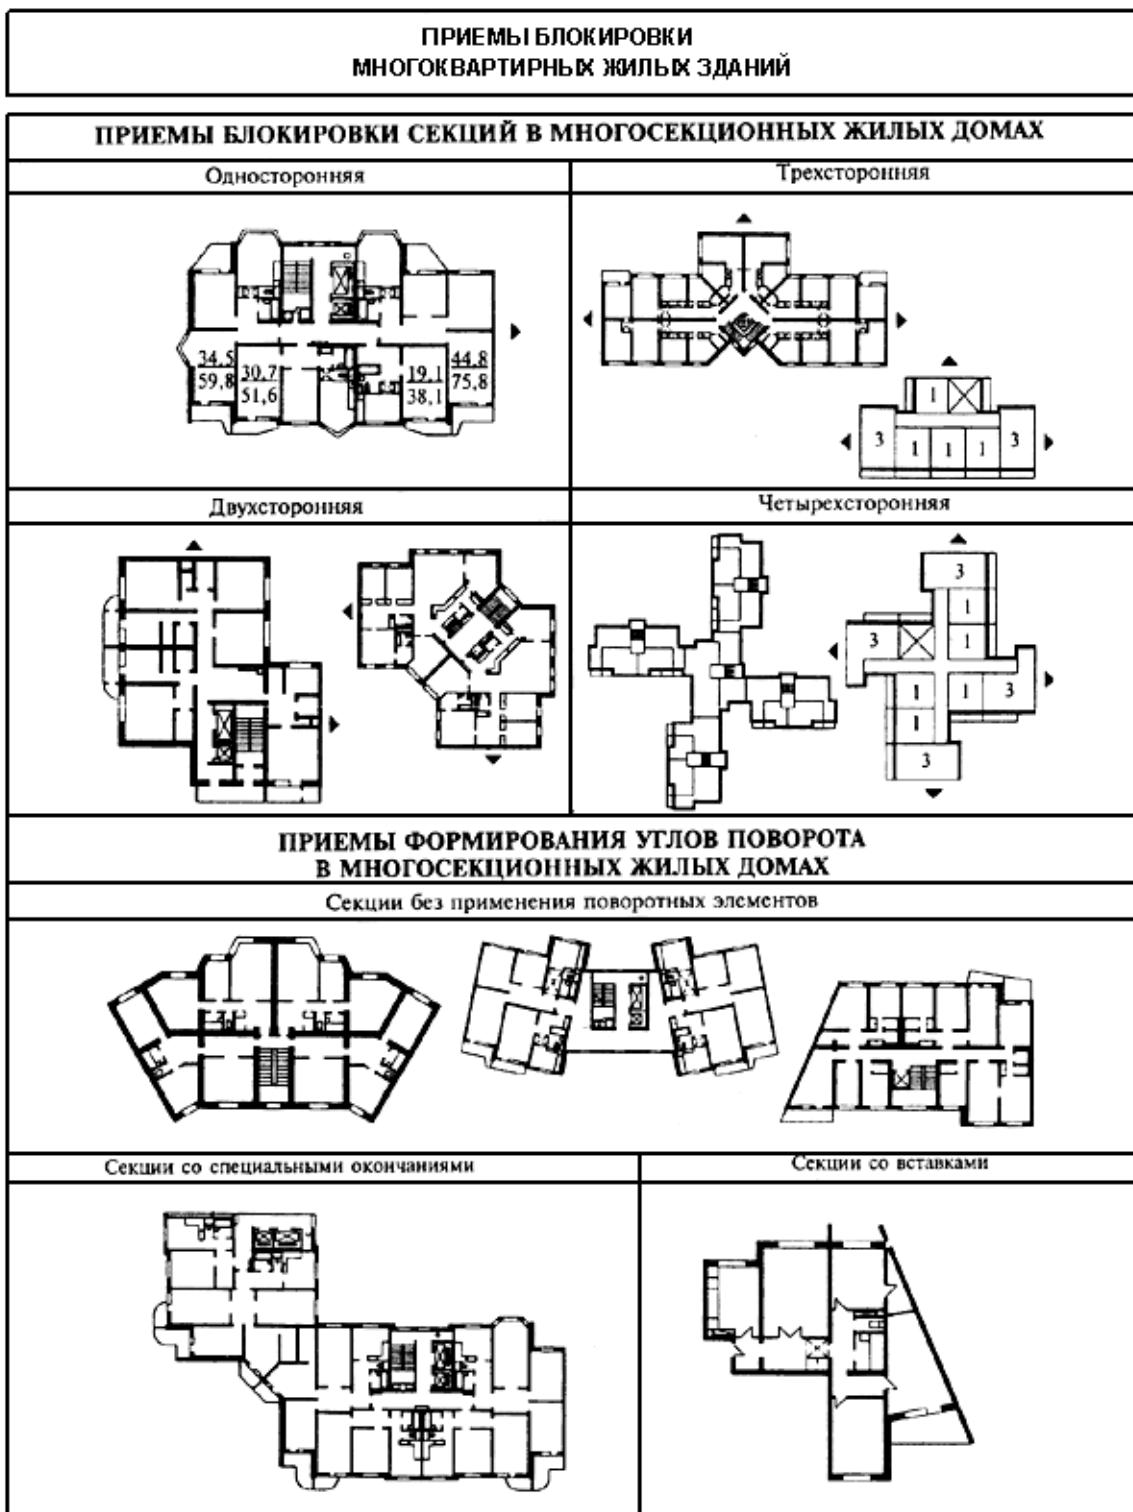 ПРИЕМЫ БЛОКИРОВКИ
МНОГОКВАРТИРНЫХ ЖИЛЫХ ЗДАНИЙ
ПРИЕМЫ БЛОКИРОВКИ СЕКЦИЙ В МНОГОСЕКЦИОННЫХ ЖИЛЫХ ДОМАХ
Односторонняя
Трехсторонняя
34,5
59,8
30,7
51,6
19,1
38,1
44,8
75,8
1
3
1
1
1
3
Двухсторонняя
Четырехсторонняя
3
1
3
1
1
1
3
1
3
ПРИЕМЫ ФОРМИРОВАНИЯ УГЛОВ ПОВОРОТА
В МНОГОСЕКЦИОННЫХ ЖИЛЫХ ДОМАХ
Секции без применения поворотных элементов
Секции со специальными окончаниями
Секции со вставками